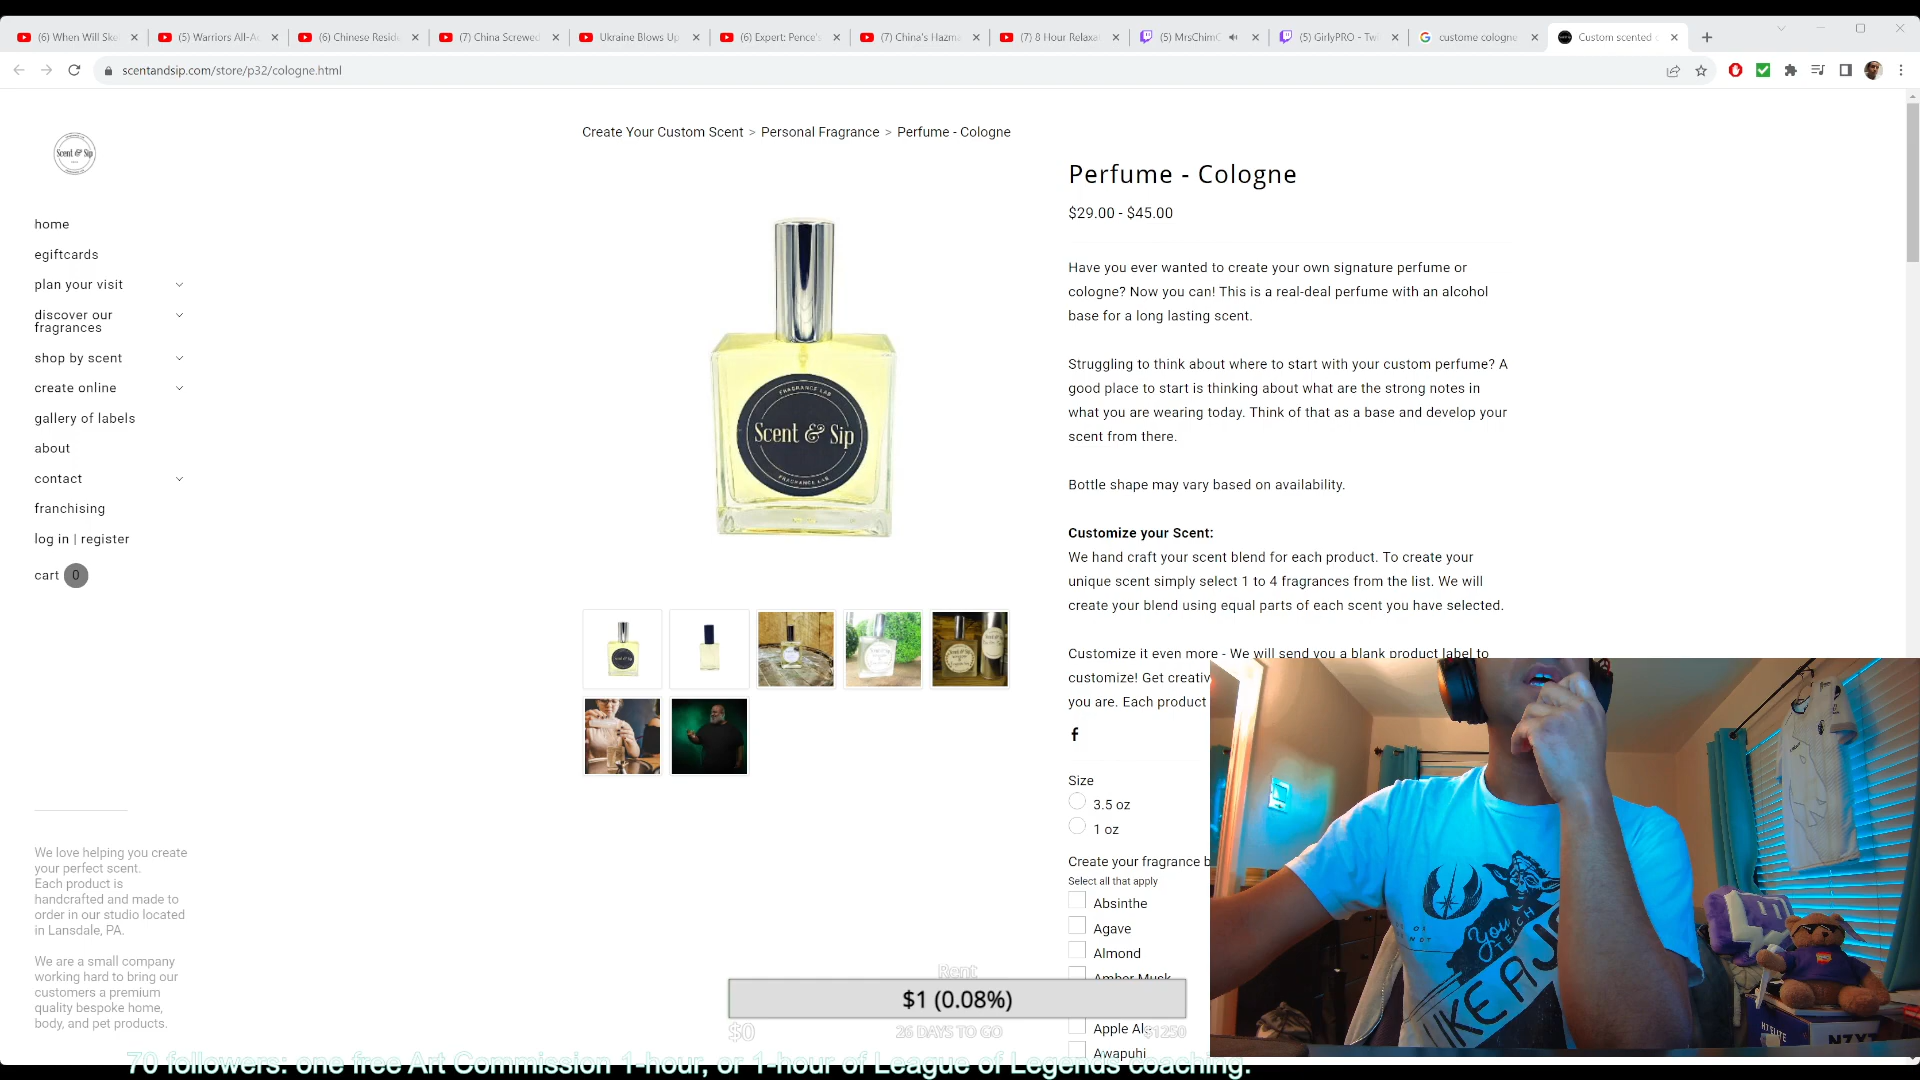 (6) When Will Ske
(5) Warriors All-A
(6) Chinese Reside
(7) China Screwed
Ukraine Blows Up
(6) Expert: Pence's
(7) China's Hazma
(7) 8 Hour Relaxa
(5) MrsChimC
(5) GirlyPRO - Tw
custome cologne
Custom scented c
scentandsip.com/store/p32/cologne.html
Scent & Sip
home
egiftcards
plan your visit
discover our
fragrances
shop by scent
create online
gallery of labels
about
contact
franchising
log in | register
cart 0
We love helping you create
your perfect scent.
Each product is
handcrafted and made to
order in our studio located
in Lansdale, PA.
We are a small company
working hard to bring our
customers a premium
quality bespoke home,
body, and pet products.
Create Your Custom Scent > Personal Fragrance > Perfume - Cologne
FRAGRANCE LAB
Scent & Sip
FRAGRANCE LAB
Perfume - Cologne
$29.00 - $45.00
Have you ever wanted to create your own signature perfume or
cologne? Now you can! This is a real-deal perfume with an alcohol
base for a long lasting scent.
Struggling to think about where to start with your custom perfume? A
good place to start is thinking about what are the strong notes in
what you are wearing today. Think of that as a base and develop your
scent from there.
Bottle shape may vary based on availability.
Customize your Scent:
We hand craft your scent blend for each product. To create your
unique scent simply select 1 to 4 fragrances from the list. We will
create your blend using equal parts of each scent you have selected.
Customize it even more - We will send you a blank product label to
customize! Get creativ
you are. Each product
Size
3.5 oz
1 oz
Create your fragrance b
Select all that apply
Absinthe
Agave
Almond
Amber Musk
Apple Al
Awapuhi
Rent
$1 (0.08%)
$0
26 DAYS TO GO
$1250
OR
NOT
You
TEACH
LIKE A J
NZXT
70 followers: one free Art Commission 1-hour, or 1-hour of League of Legends coaching.